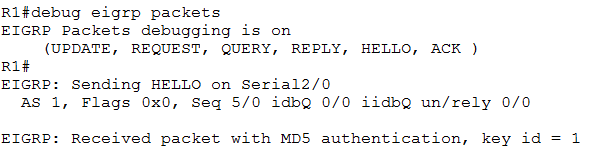 R1#debug eigrp packets
EIGRP Packets debugging is on
(UPDATE, REQUEST, QUERY, REPLY, HELLO, ACK )
R1#
EIGRP: Sending HELLO on Serial2/0
AS 1, Flags 0x0, Seq 5/0 idbQ 0/0 iidbQ un/rely 0/0
EIGRP: Received packet with MD5 authentication, key id = 1